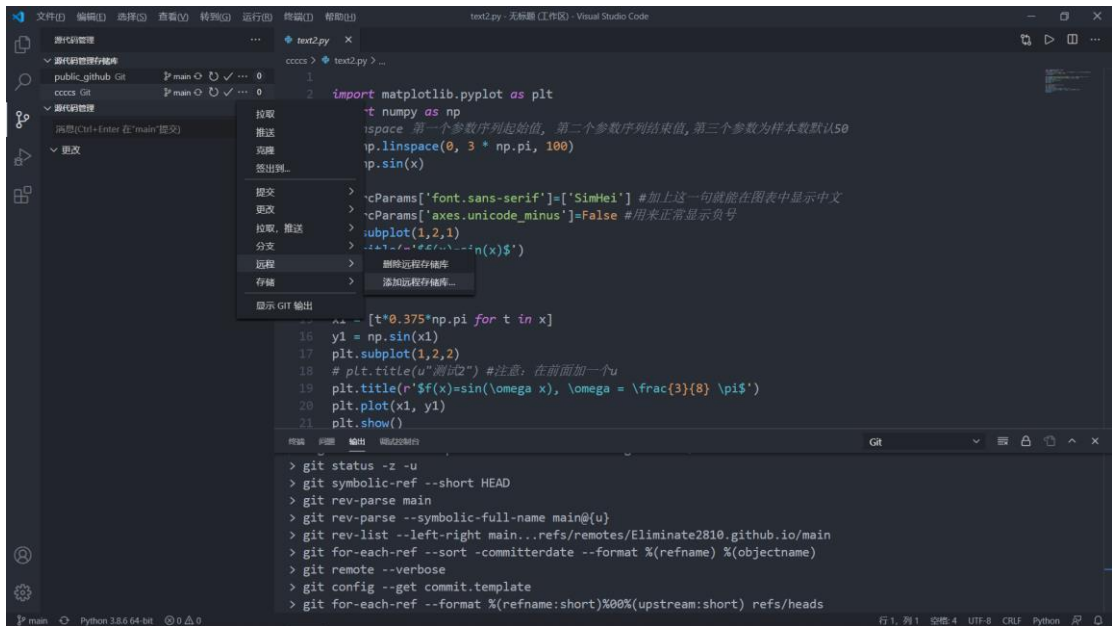 文件(F) 编辑(E) 选择(S) 查看(V) 转到(G) 运行(R) 终端(T) 帮助(H) text2.py - 无标题 (工作区) - Visual Studio Code
源代码管理 ··· text2.py ×
源代码管理存储库
ccccs > text2.py > ...
public_github Git main ··· 0
ccccs Git main ··· 0
源代码管理
消息(Ctrl+Enter 在"main"提交)
更改
拉取
推送
克隆
签出到...
提交
更改
拉取, 推送
分支
远程
存储
显示 GIT 输出
删除远程存储库
添加远程存储库...
1
2 import matplotlib.pyplot as plt
rt numpy as np
nspace 第一个参数序列起始值, 第二个参数序列结束值,第三个参数为样本数默认50
np.linspace(0, 3 * np.pi, 100)
np.sin(x)
rcParams['font.sans-serif']=['SimHei'] #加上这一句就能在图表中显示中文
rcParams['axes.unicode_minus']=False #用来正常显示负号
subplot(1,2,1)
title(r'$f(x)=sin(x)$')
15 x1 = [t*0.375*np.pi for t in x]
16 y1 = np.sin(x1)
17 plt.subplot(1,2,2)
18 # plt.title(u"测试2") #注意：在前面加一个u
19 plt.title(r'$f(x)=sin(\omega x), \omega = \frac{3}{8} \pi$')
20 plt.plot(x1, y1)
21 plt.show()
终端 问题 输出 调试控制台 Git
> git status -z -u
> git symbolic-ref --short HEAD
> git rev-parse main
> git rev-parse --symbolic-full-name main@{u}
> git rev-list --left-right main...refs/remotes/Eliminate2810.github.io/main
> git for-each-ref --sort -committerdate --format %(refname) %(objectname)
> git remote --verbose
> git config --get commit.template
> git for-each-ref --format %(refname:short)%00%(upstream:short) refs/heads
main Python 3.8.6 64-bit 0 0 行 1, 列 1 空格: 4 UTF-8 CRLF Python